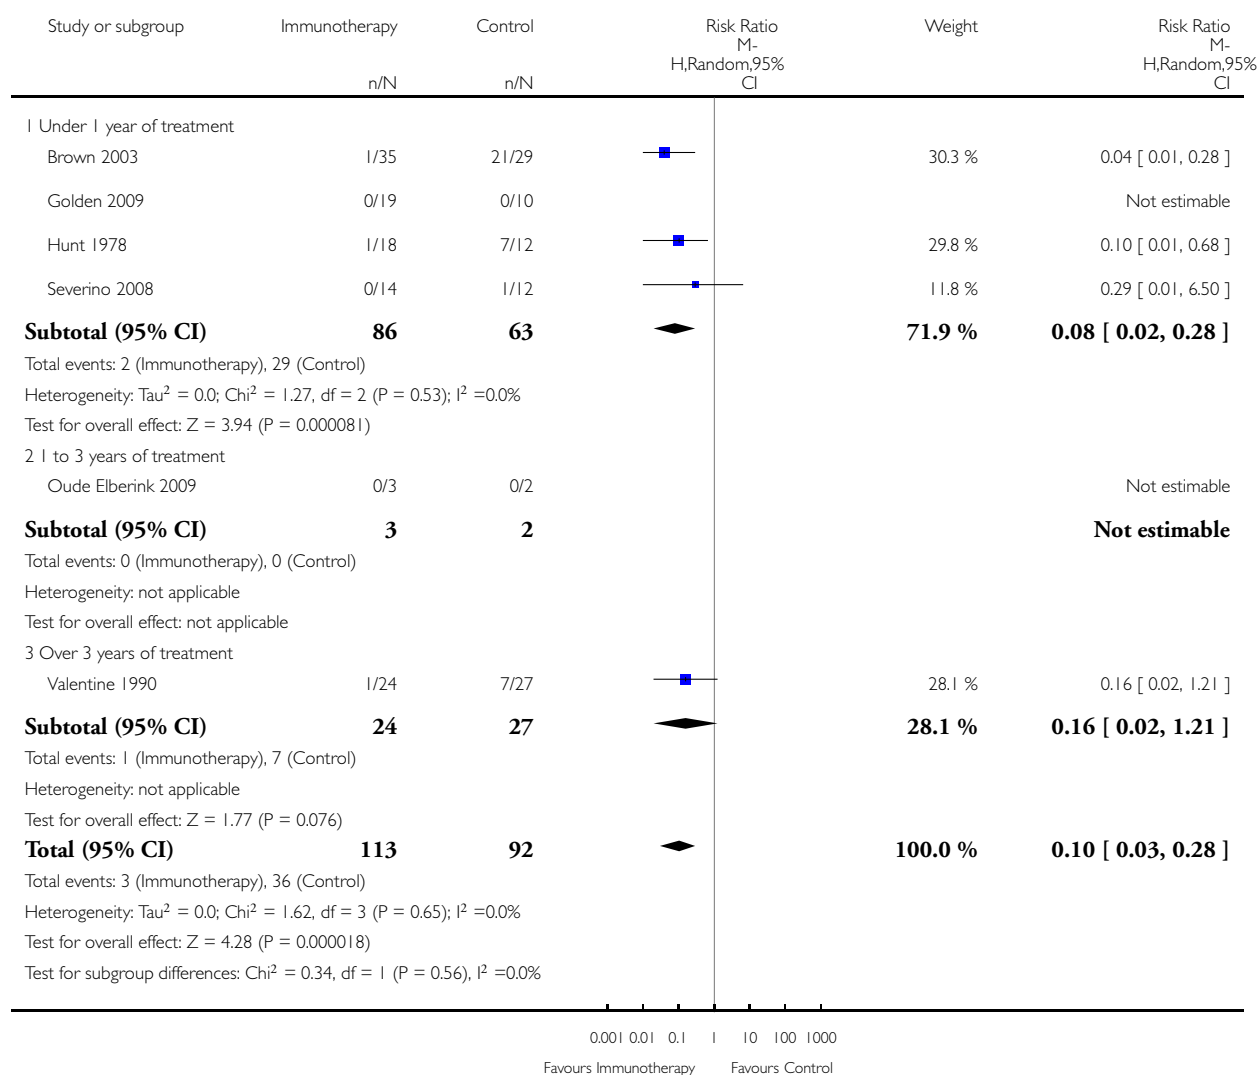 Study or subgroup Immunotherapy Control Risk Ratio Weight Risk Ratio
M- M-
H,Random,95% H,Random,95%
n/N n/N CI CI
1 Under 1 year of treatment
Brown 2003 1/35 21/29 30.3 % 0.04 [ 0.01, 0.28 ]
Golden 2009 0/19 0/10 Not estimable
Hunt 1978 1/18 7/12 29.8 % 0.10 [ 0.01, 0.68 ]
Severino 2008 0/14 1/12 11.8 % 0.29 [ 0.01, 6.50 ]
Subtotal (95% CI) 86 63 71.9 % 0.08 [ 0.02, 0.28 ]
Total events: 2 (Immunotherapy), 29 (Control)
Heterogeneity: Tau² = 0.0; Chi² = 1.27, df = 2 (P = 0.53); I² =0.0%
Test for overall effect: Z = 3.94 (P = 0.000081)
2 1 to 3 years of treatment
Oude Elberink 2009 0/3 0/2 Not estimable
Subtotal (95% CI) 3 2 Not estimable
Total events: 0 (Immunotherapy), 0 (Control)
Heterogeneity: not applicable
Test for overall effect: not applicable
3 Over 3 years of treatment
Valentine 1990 1/24 7/27 28.1 % 0.16 [ 0.02, 1.21 ]
Subtotal (95% CI) 24 27 28.1 % 0.16 [ 0.02, 1.21 ]
Total events: 1 (Immunotherapy), 7 (Control)
Heterogeneity: not applicable
Test for overall effect: Z = 1.77 (P = 0.076)
Total (95% CI) 113 92 100.0 % 0.10 [ 0.03, 0.28 ]
Total events: 3 (Immunotherapy), 36 (Control)
Heterogeneity: Tau² = 0.0; Chi² = 1.62, df = 3 (P = 0.65); I² =0.0%
Test for overall effect: Z = 4.28 (P = 0.000018)
Test for subgroup differences: Chi² = 0.34, df = 1 (P = 0.56), I² =0.0%
0.001 0.01 0.1 1 10 100 1000
Favours Immunotherapy Favours Control